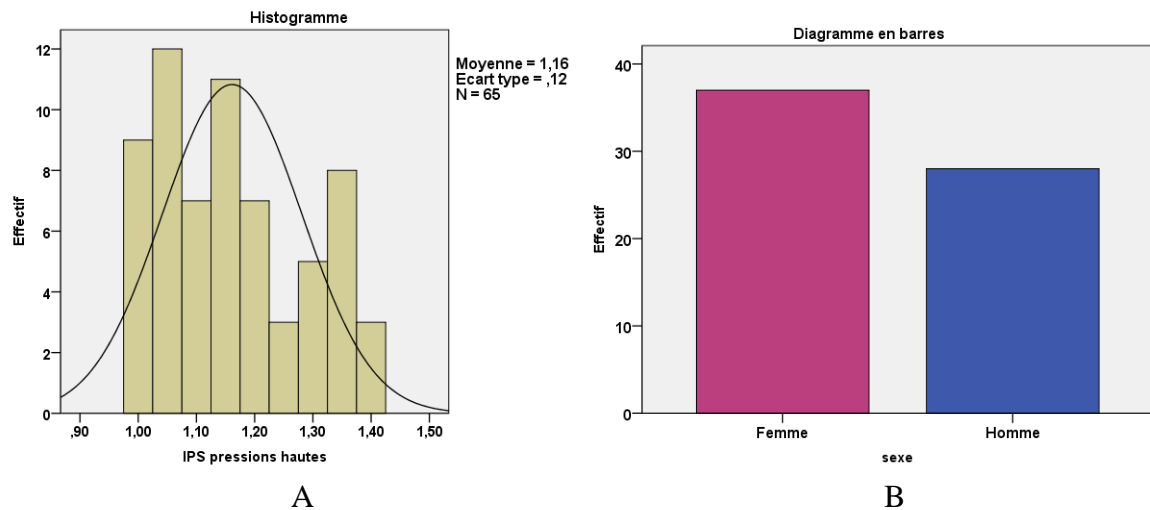 Histogramme
Moyenne = 1,16
Ecart type = ,12
N = 65
Effectif
12
10
8
6
4
2
0
,90 1,00 1,10 1,20 1,30 1,40 1,50
IPS pressions hautes
A
Diagramme en barres
Effectif
40
30
20
10
0
Femme Homme
sexe
B